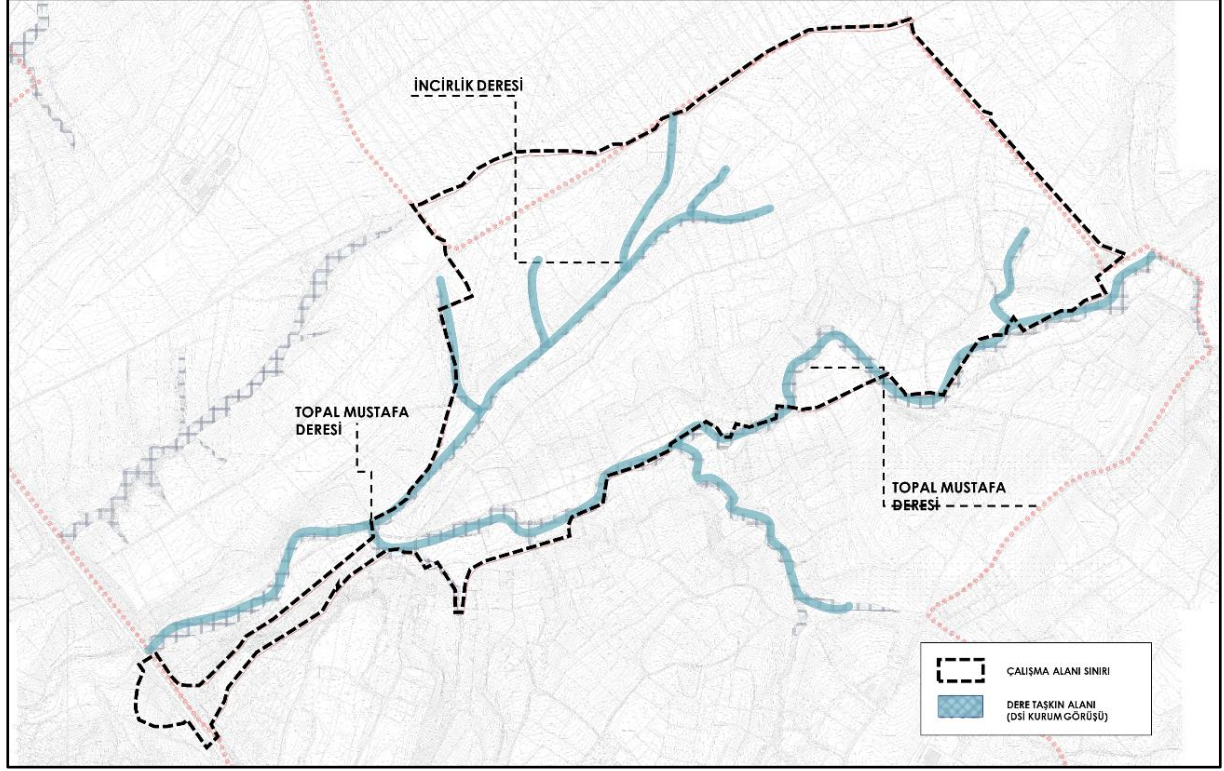 İNCİRLİK DERESİ
TOPAL MUSTAFA
DERESİ
TOPAL MUSTAFA
DERESİ
ÇALIŞMA ALANI SINIRI
DERE TAŞKIN ALANI
(DSİ KURUM GÖRÜŞÜ)